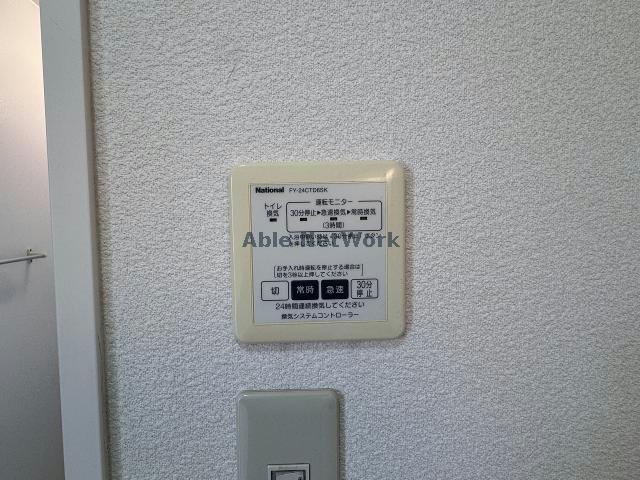 National FY-24CTD6SK
運転モニター
トイレ
換気
30分停止▶急速換気▶常時換気
(3時間)
Able Network
お手入れ時運転を停止する場合は
切を3秒以上押してください
切 常時 急速 30分
停止
24時間連続換気してください
換気システムコントローラー